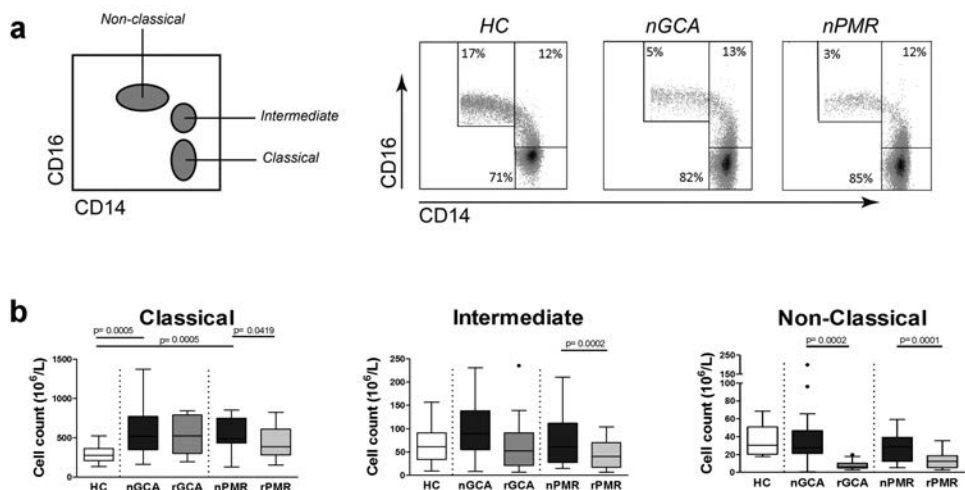 a
Non-classical
Intermediate
Classical
CD16
CD14
HC
nGCA
nPMR
17%
12%
71%
5%
13%
82%
3%
12%
85%
CD16
CD14
b
Classical
p= 0.0005
p= 0.0005
p= 0.0419
Cell count (10⁶/L)
1500
1000
500
0
HC nGCA rGCA nPMR rPMR
Intermediate
p= 0.0002
Cell count (10⁶/L)
250
200
150
100
50
0
HC nGCA rGCA nPMR rPMR
Non-Classical
p= 0.0002
p= 0.0001
Cell count (10⁶/L)
200
140
80
80
60
40
20
0
HC nGCA rGCA nPMR rPMR